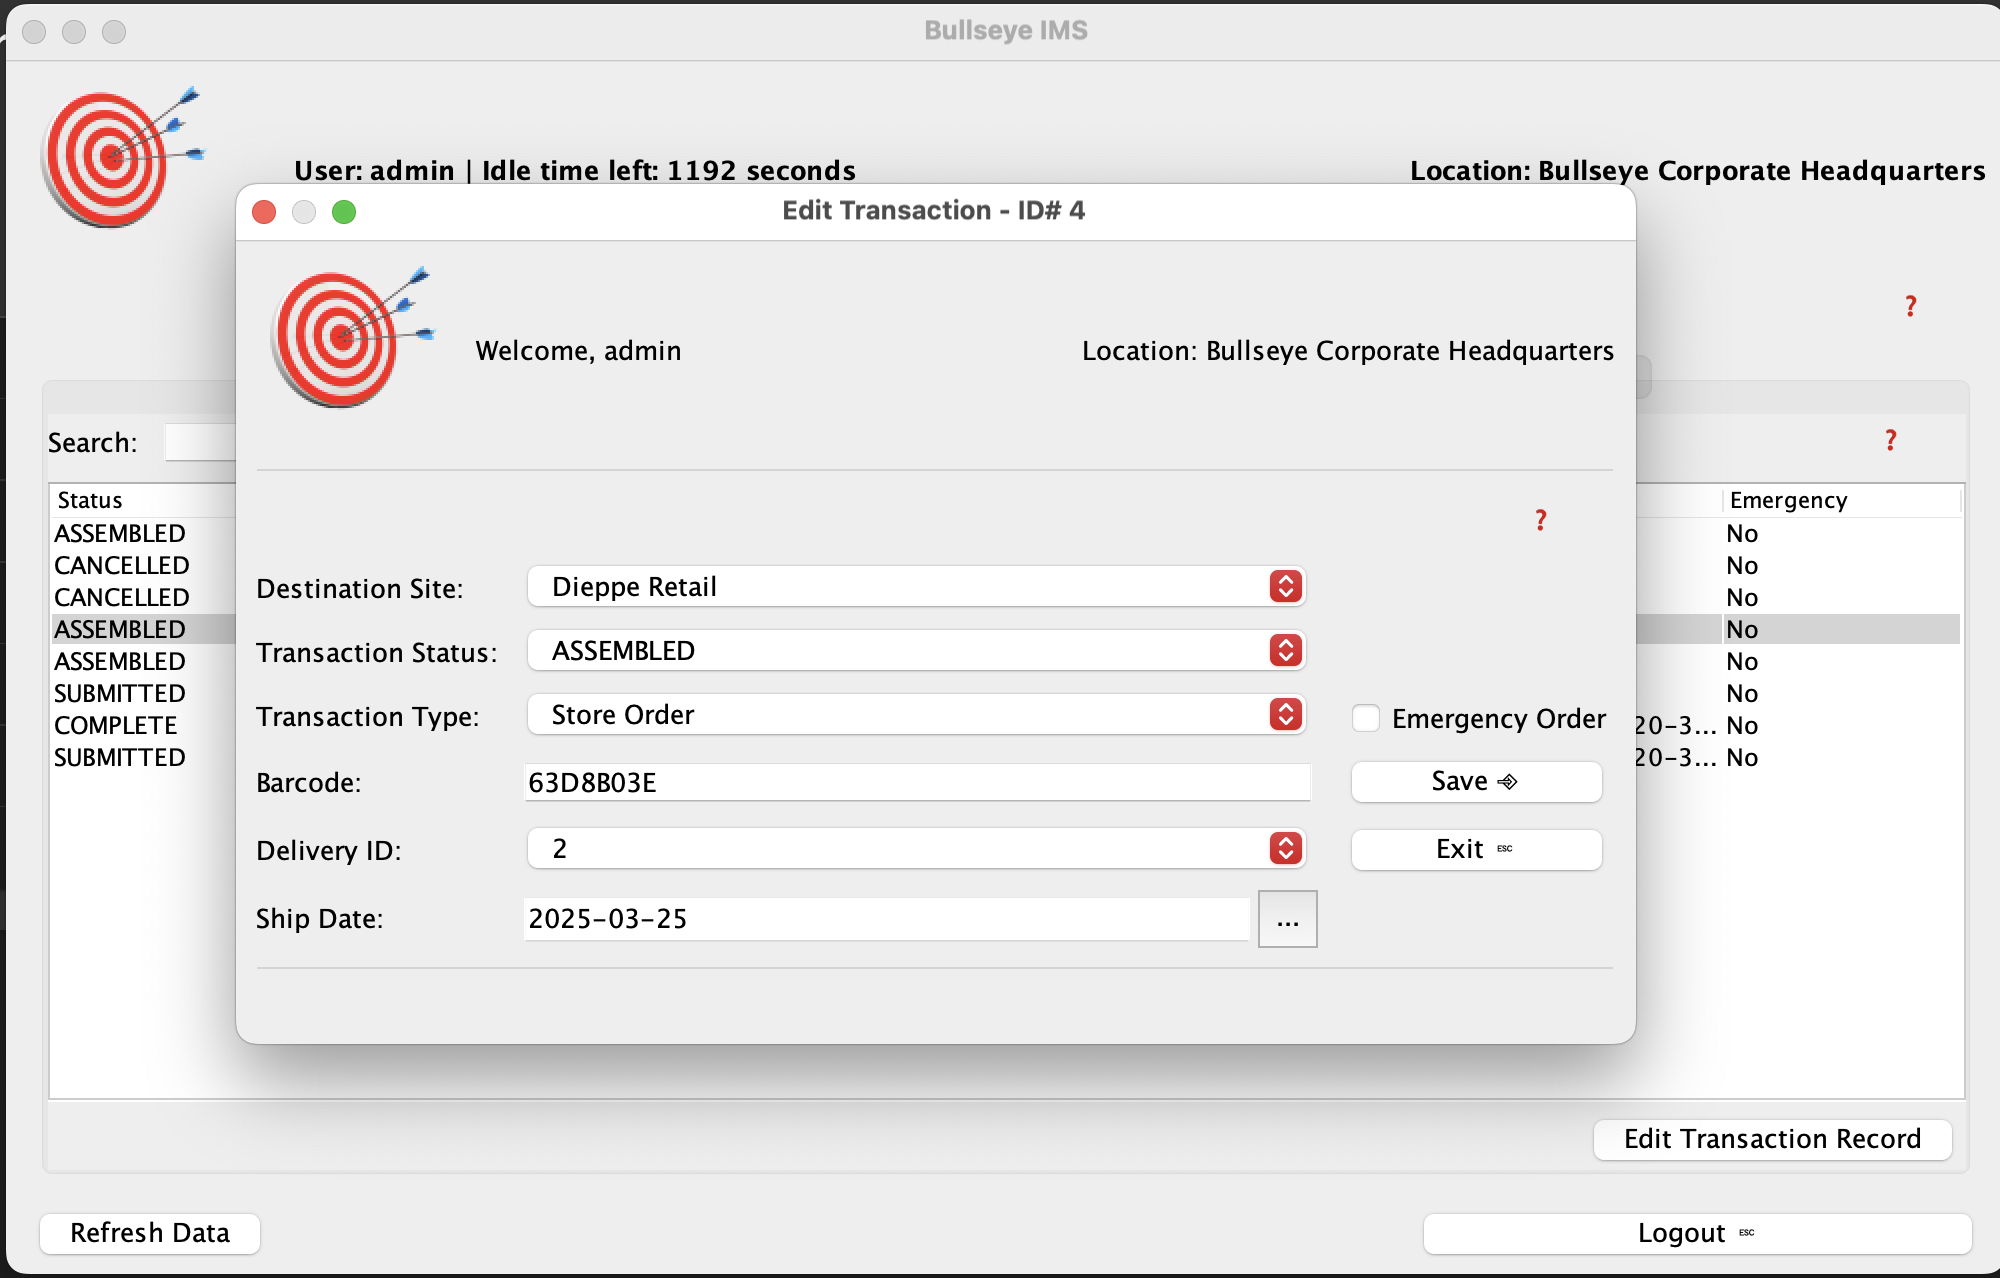 Bullseye IMS
User: admin | Idle time left: 1192 seconds
Location: Bullseye Corporate Headquarters
Edit Transaction - ID# 4
?
Welcome, admin
Location: Bullseye Corporate Headquarters
Search:
?
Status
Emergency
ASSEMBLED
No
CANCELLED
No
CANCELLED
No
ASSEMBLED
No
ASSEMBLED
No
SUBMITTED
No
COMPLETE
20-3... No
SUBMITTED
20-3... No
?
Destination Site: Dieppe Retail
Transaction Status: ASSEMBLED
Transaction Type: Store Order
Emergency Order
Barcode: 63D8B03E
Save
Delivery ID: 2
Exit ESC
Ship Date: 2025-03-25 ...
Edit Transaction Record
Refresh Data
Logout ESC